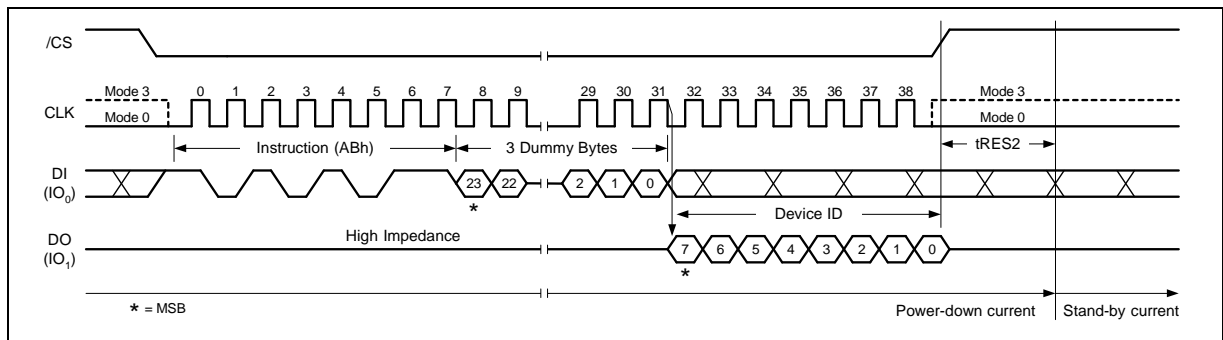 /CS
Mode 3 0 1 2 3 4 5 6 7 8 9 29 30 31 32 33 34 35 36 37 38 Mode 3
CLK
Mode 0 Mode 0
Instruction (ABh) 3 Dummy Bytes tRES2
DI
(IO0)
23 22 2 1 0
*
Device ID
High Impedance
DO
(IO1)
7 6 5 4 3 2 1 0
*
* = MSB
Power-down current Stand-by current